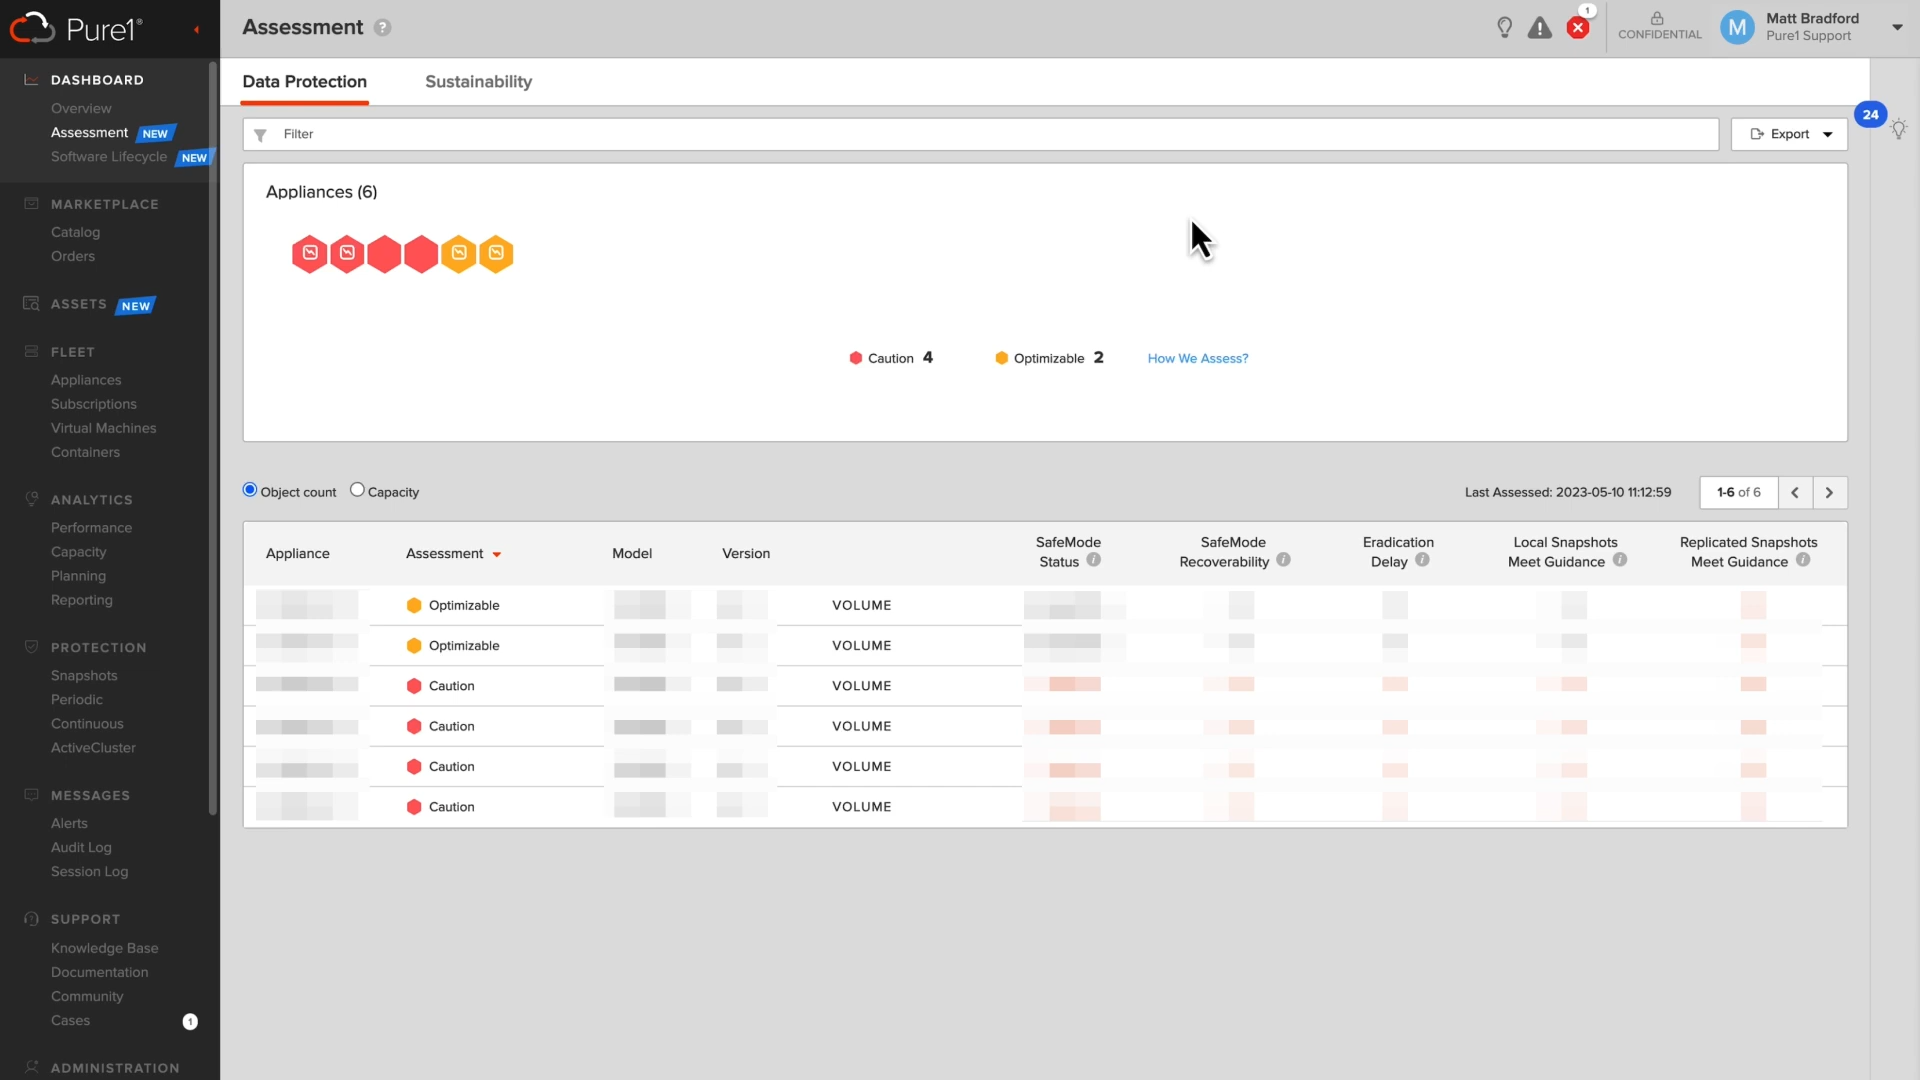 Pure1®
Assessment ?
1
CONFIDENTIAL
M
Matt Bradford
Pure1 Support
DASHBOARD
Overview
Assessment NEW
Software Lifecycle NEW
MARKETPLACE
Catalog
Orders
ASSETS NEW
FLEET
Appliances
Subscriptions
Virtual Machines
Containers
ANALYTICS
Performance
Capacity
Planning
Reporting
PROTECTION
Snapshots
Periodic
Continuous
ActiveCluster
MESSAGES
Alerts
Audit Log
Session Log
SUPPORT
Knowledge Base
Documentation
Community
Cases 1
ADMINISTRATION
Data Protection Sustainability
Filter
Export
24
Appliances (6)
Caution 4 Optimizable 2 How We Assess?
Object count Capacity
Last Assessed: 2023-05-10 11:12:59
1-6 of 6
Appliance Assessment Model Version SafeMode Status SafeMode Recoverability Eradication Delay Local Snapshots Meet Guidance Replicated Snapshots Meet Guidance
Optimizable VOLUME
Optimizable VOLUME
Caution VOLUME
Caution VOLUME
Caution VOLUME
Caution VOLUME